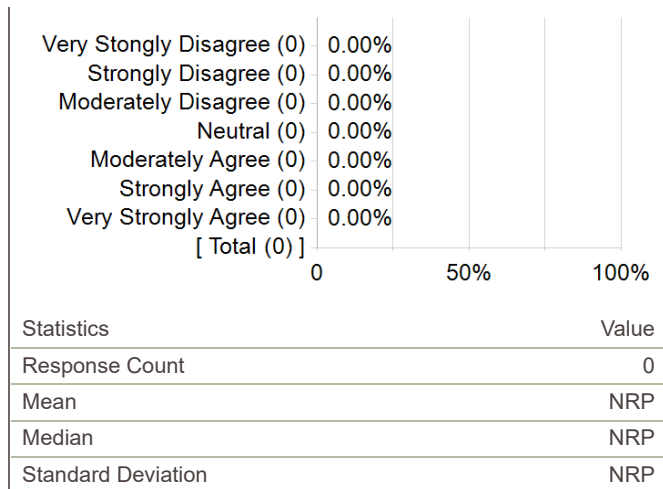 Very Stongly Disagree (0) 0.00%
Strongly Disagree (0) 0.00%
Moderately Disagree (0) 0.00%
Neutral (0) 0.00%
Moderately Agree (0) 0.00%
Strongly Agree (0) 0.00%
Very Strongly Agree (0) 0.00%
[ Total (0) ]
0 50% 100%
Statistics Value
Response Count 0
Mean NRP
Median NRP
Standard Deviation NRP